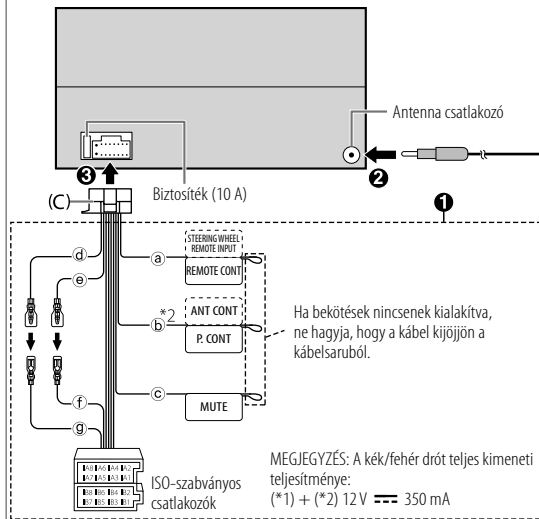 Antenna csatlakozó
❷
❸
Biztosíték (10 A)
(C)
❶
STEERING WHEEL
REMOTE INPUT
REMOTE CONT
ⓓ
ⓔ
ⓐ
ANT CONT
P. CONT
ⓑ
*2
Ha bekötések nincsenek kialakítva,
ne hagyja, hogy a kábel kijöjjön a
kábelsaruból.
ⓒ
MUTE
ⓕ
ⓖ
A8 A6 A4 A2
A7 A5 A3 A1
B8 B6 B4 B2
B7 B5 B3 B1
ISO-szabványos
csatlakozók
MEGJEGYZÉS: A kék/fehér drót teljes kimeneti
teljesítménye:
(*1) + (*2) 12 V ⎓ 350 mA